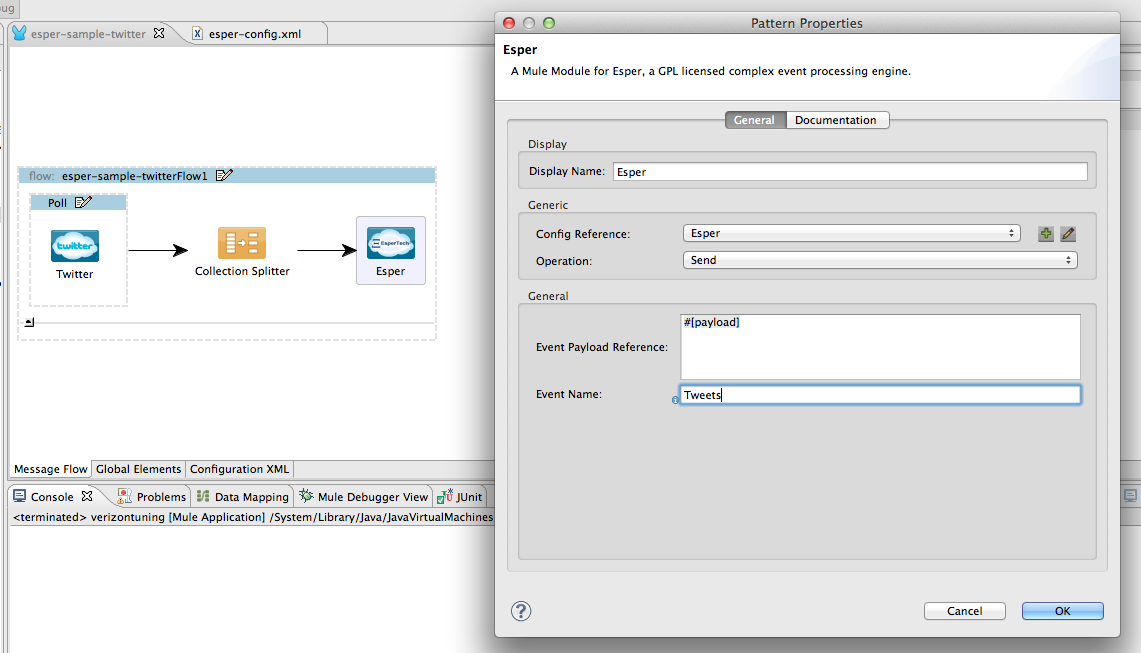 ug
esper-sample-twitter
esper-config.xml
flow: esper-sample-twitterFlow1
Poll
twitter
EsperTech
Twitter
Collection Splitter
Esper
Message Flow
Global Elements
Configuration XML
Console
Problems
Data Mapping
Mule Debugger View
JUnit
<terminated> verizontuning [Mule Application] /System/Library/Java/JavaVirtualMachines
Pattern Properties
Esper
A Mule Module for Esper, a GPL licensed complex event processing engine.
General
Documentation
Display
Display Name: Esper
Generic
Config Reference: Esper
Operation: Send
General
Event Payload Reference: #[payload]
Event Name: Tweets
Cancel
OK